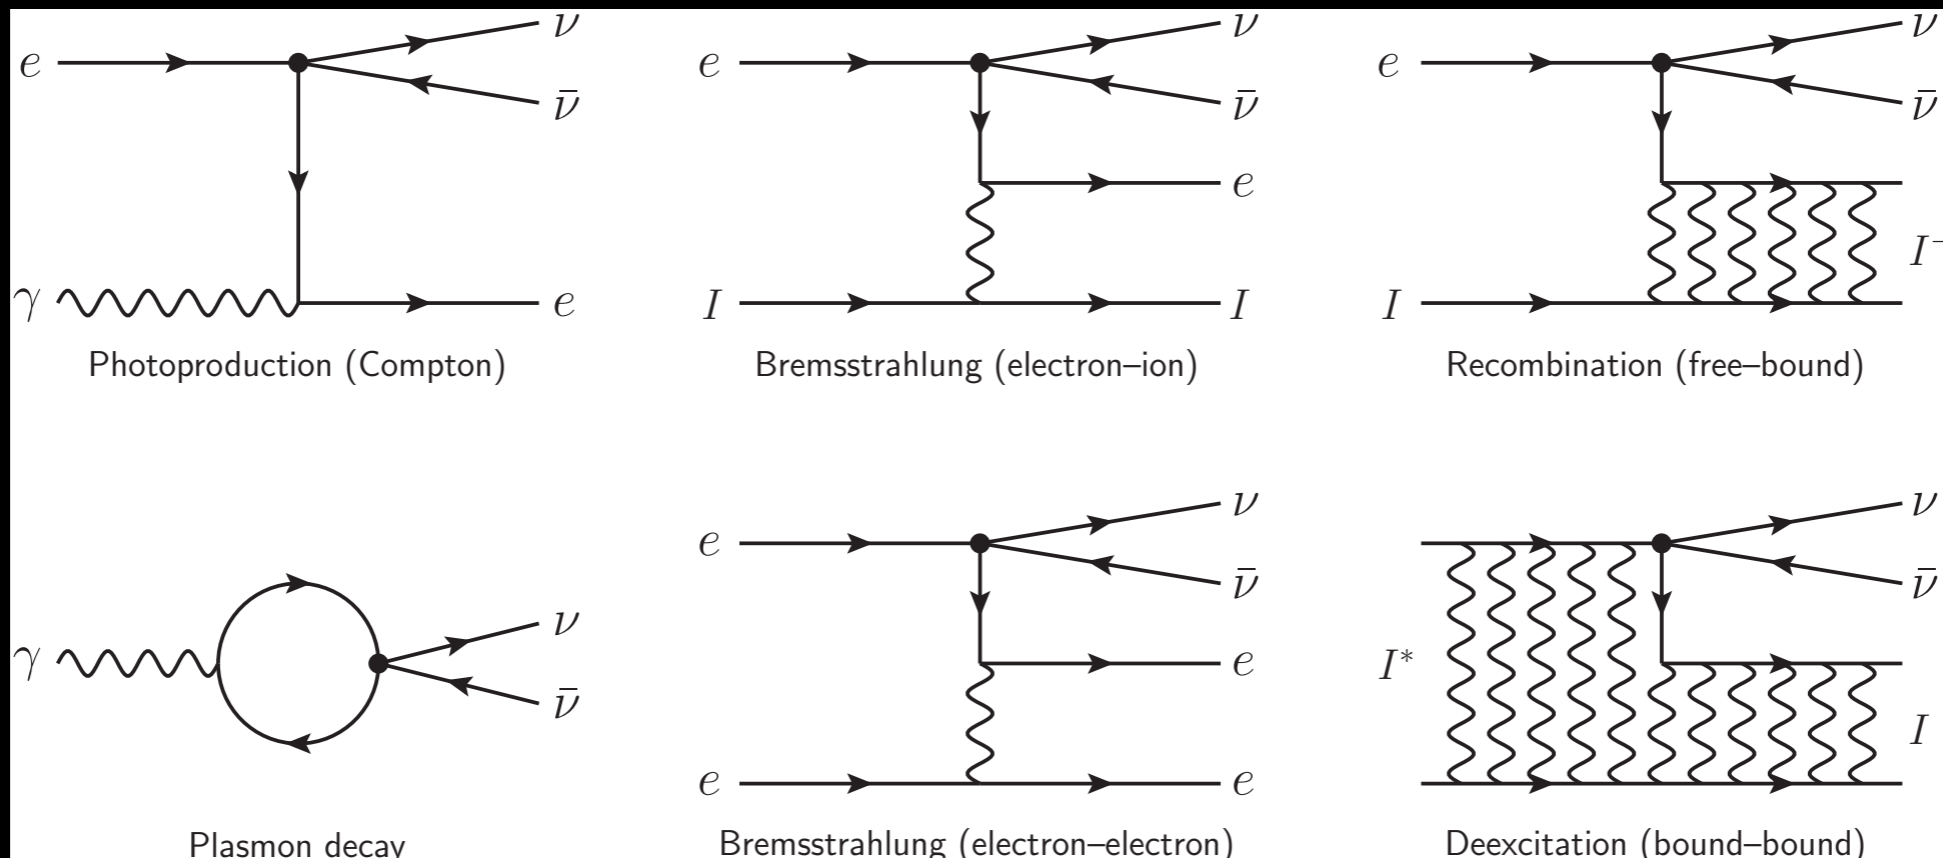 e ν ν̄ γ e
Photoproduction (Compton)
e ν ν̄ e I I
Bremsstrahlung (electron–ion)
e ν ν̄ I I⁻
Recombination (free–bound)
γ ν ν̄
Plasmon decay
e ν ν̄ e e e
Bremsstrahlung (electron–electron)
ν ν̄ I* I
Deexcitation (bound–bound)